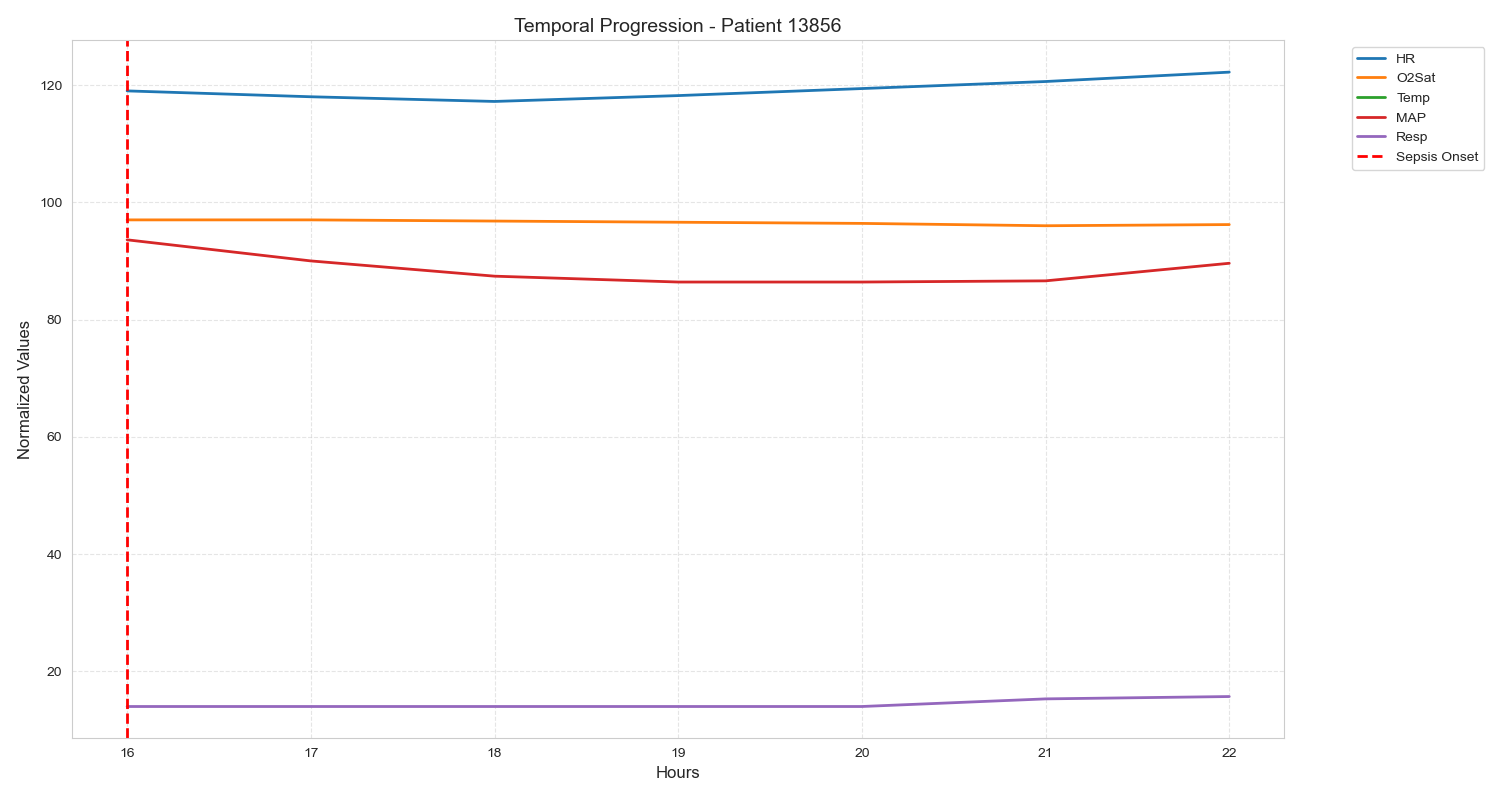 Temporal Progression - Patient 13856
HR
O2Sat
Temp
MAP
Resp
Sepsis Onset
Normalized Values
120
100
80
60
40
20
16 17 18 19 20 21 22
Hours